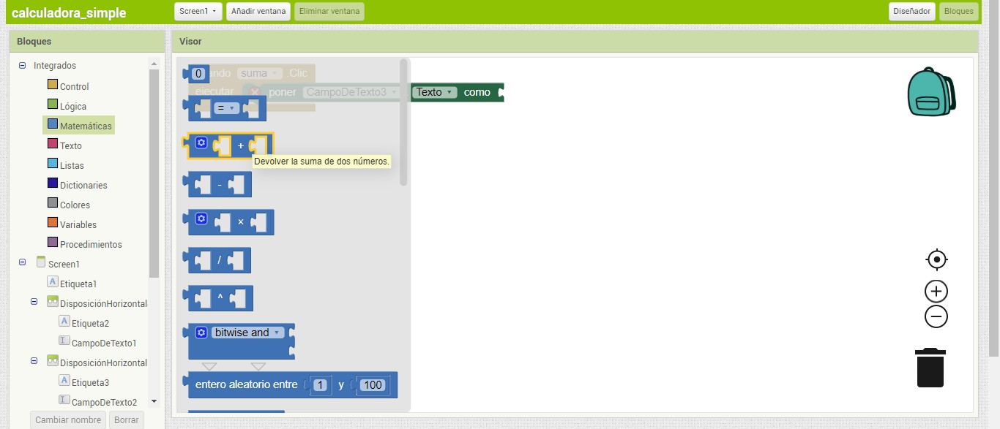 calculadora_simple
Screen1
Añadir ventana
Eliminar ventana
Diseñador
Bloques
Bloques
Visor
Integrados
Control
Lógica
Matemáticas
Texto
Listas
Dictionaries
Colores
Variables
Procedimientos
Screen1
Etiqueta1
DisposiciónHorizontal
A Etiqueta2
CampoDeTexto1
DisposiciónHorizontal
A Etiqueta3
CampoDeTexto2
Cambiar nombre
Borrar
0
suma .Clic
ejecutar poner CampoDeTexto3 Texto como
=
+
Devolver la suma de dos números.
-
×
/
^
bitwise and
entero aleatorio entre 1 y 100